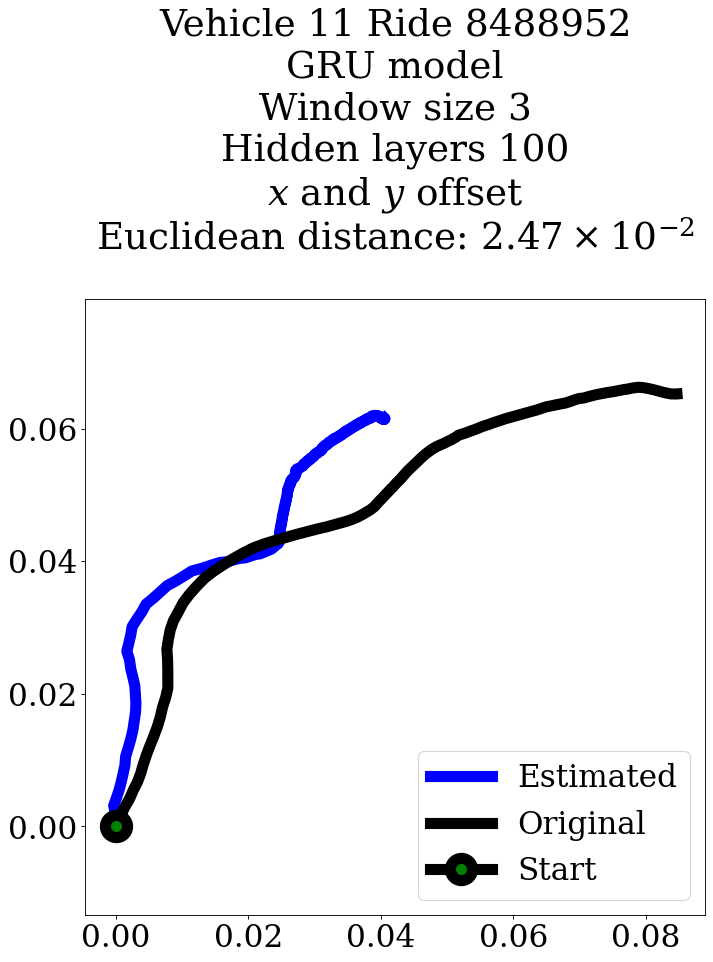 Vehicle 11 Ride 8488952
GRU model
Window size 3
Hidden layers 100
x and y offset
Euclidean distance: 2.47 × 10⁻²
0.06
0.04
0.02
0.00
Estimated
Original
Start
0.00 0.02 0.04 0.06 0.08